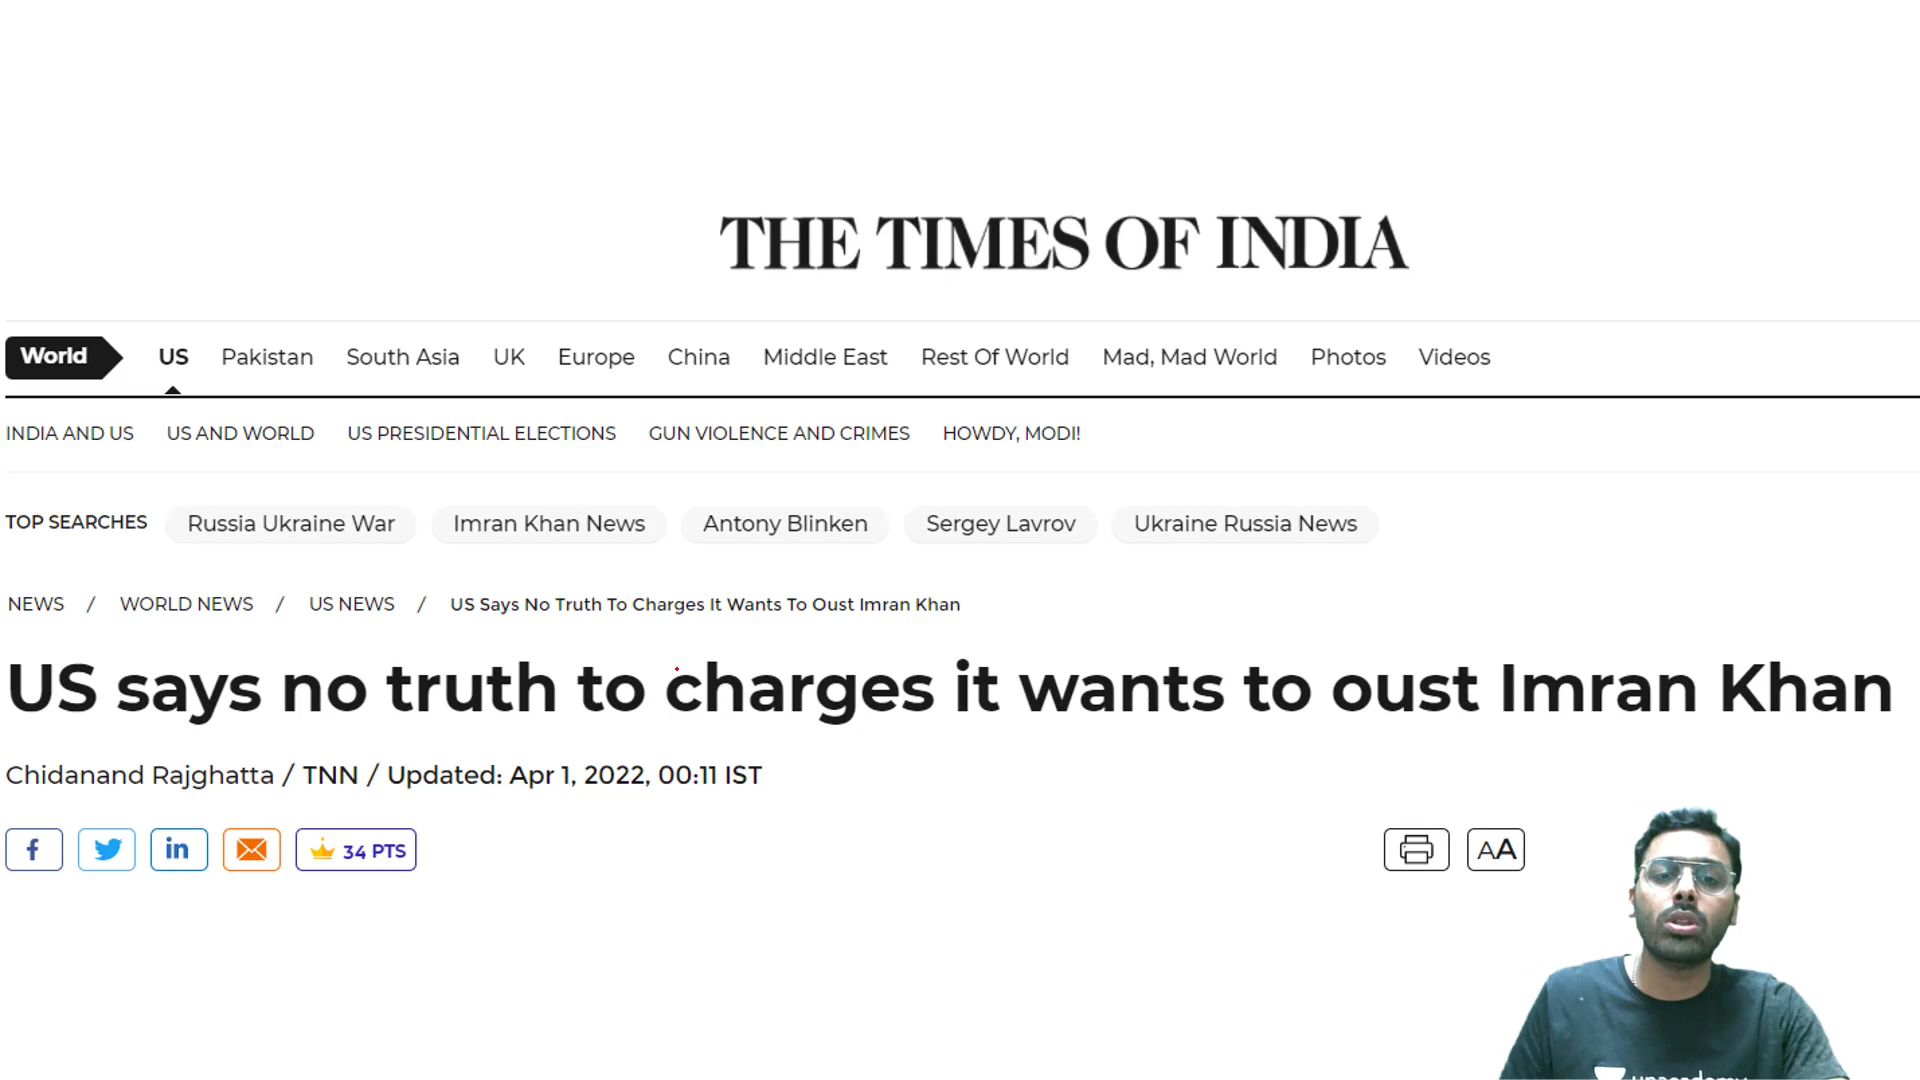 THE TIMES OF INDIA
World US Pakistan South Asia UK Europe China Middle East Rest Of World Mad, Mad World Photos Videos
INDIA AND US US AND WORLD US PRESIDENTIAL ELECTIONS GUN VIOLENCE AND CRIMES HOWDY, MODI!
TOP SEARCHES Russia Ukraine War Imran Khan News Antony Blinken Sergey Lavrov Ukraine Russia News
NEWS / WORLD NEWS / US NEWS / US Says No Truth To Charges It Wants To Oust Imran Khan
US says no truth to charges it wants to oust Imran Khan
Chidanand Rajghatta / TNN / Updated: Apr 1, 2022, 00:11 IST
f in 34 PTS AA